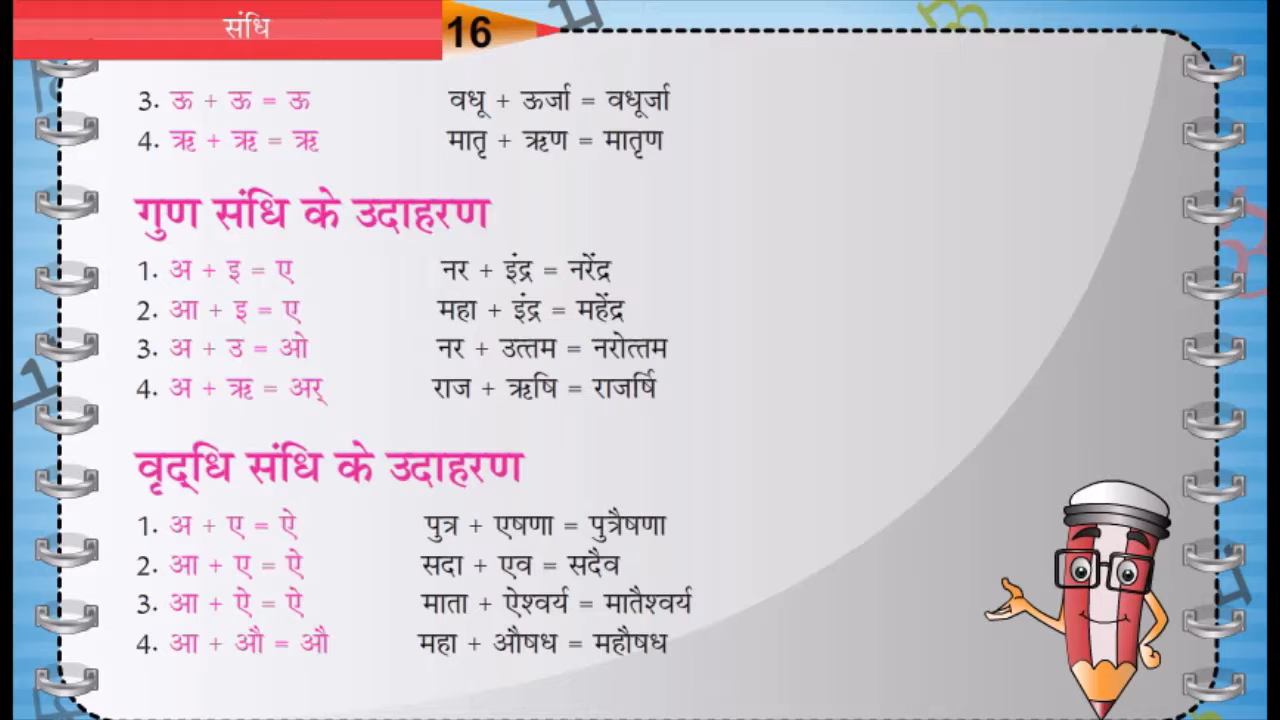 संधि 16
3. ऊ + ऊ = ऊ वधू + ऊर्जा = वधूर्जा
4. ऋ + ऋ = ऋ मातृ + ऋण = मातृण
गुण संधि के उदाहरण
1. अ + इ = ए नर + इंद्र = नरेंद्र
2. आ + इ = ए महा + इंद्र = महेंद्र
3. अ + उ = ओ नर + उत्तम = नरोत्तम
4. अ + ऋ = अर् राज + ऋषि = राजर्षि
वृद्‌धि संधि के उदाहरण
1. अ + ए = ऐ पुत्र + एषणा = पुत्रैषणा
2. आ + ए = ऐ सदा + एव = सदैव
3. आ + ऐ = ऐ माता + ऐश्वर्य = मातैश्वर्य
4. आ + औ = औ महा + औषध = महौषध